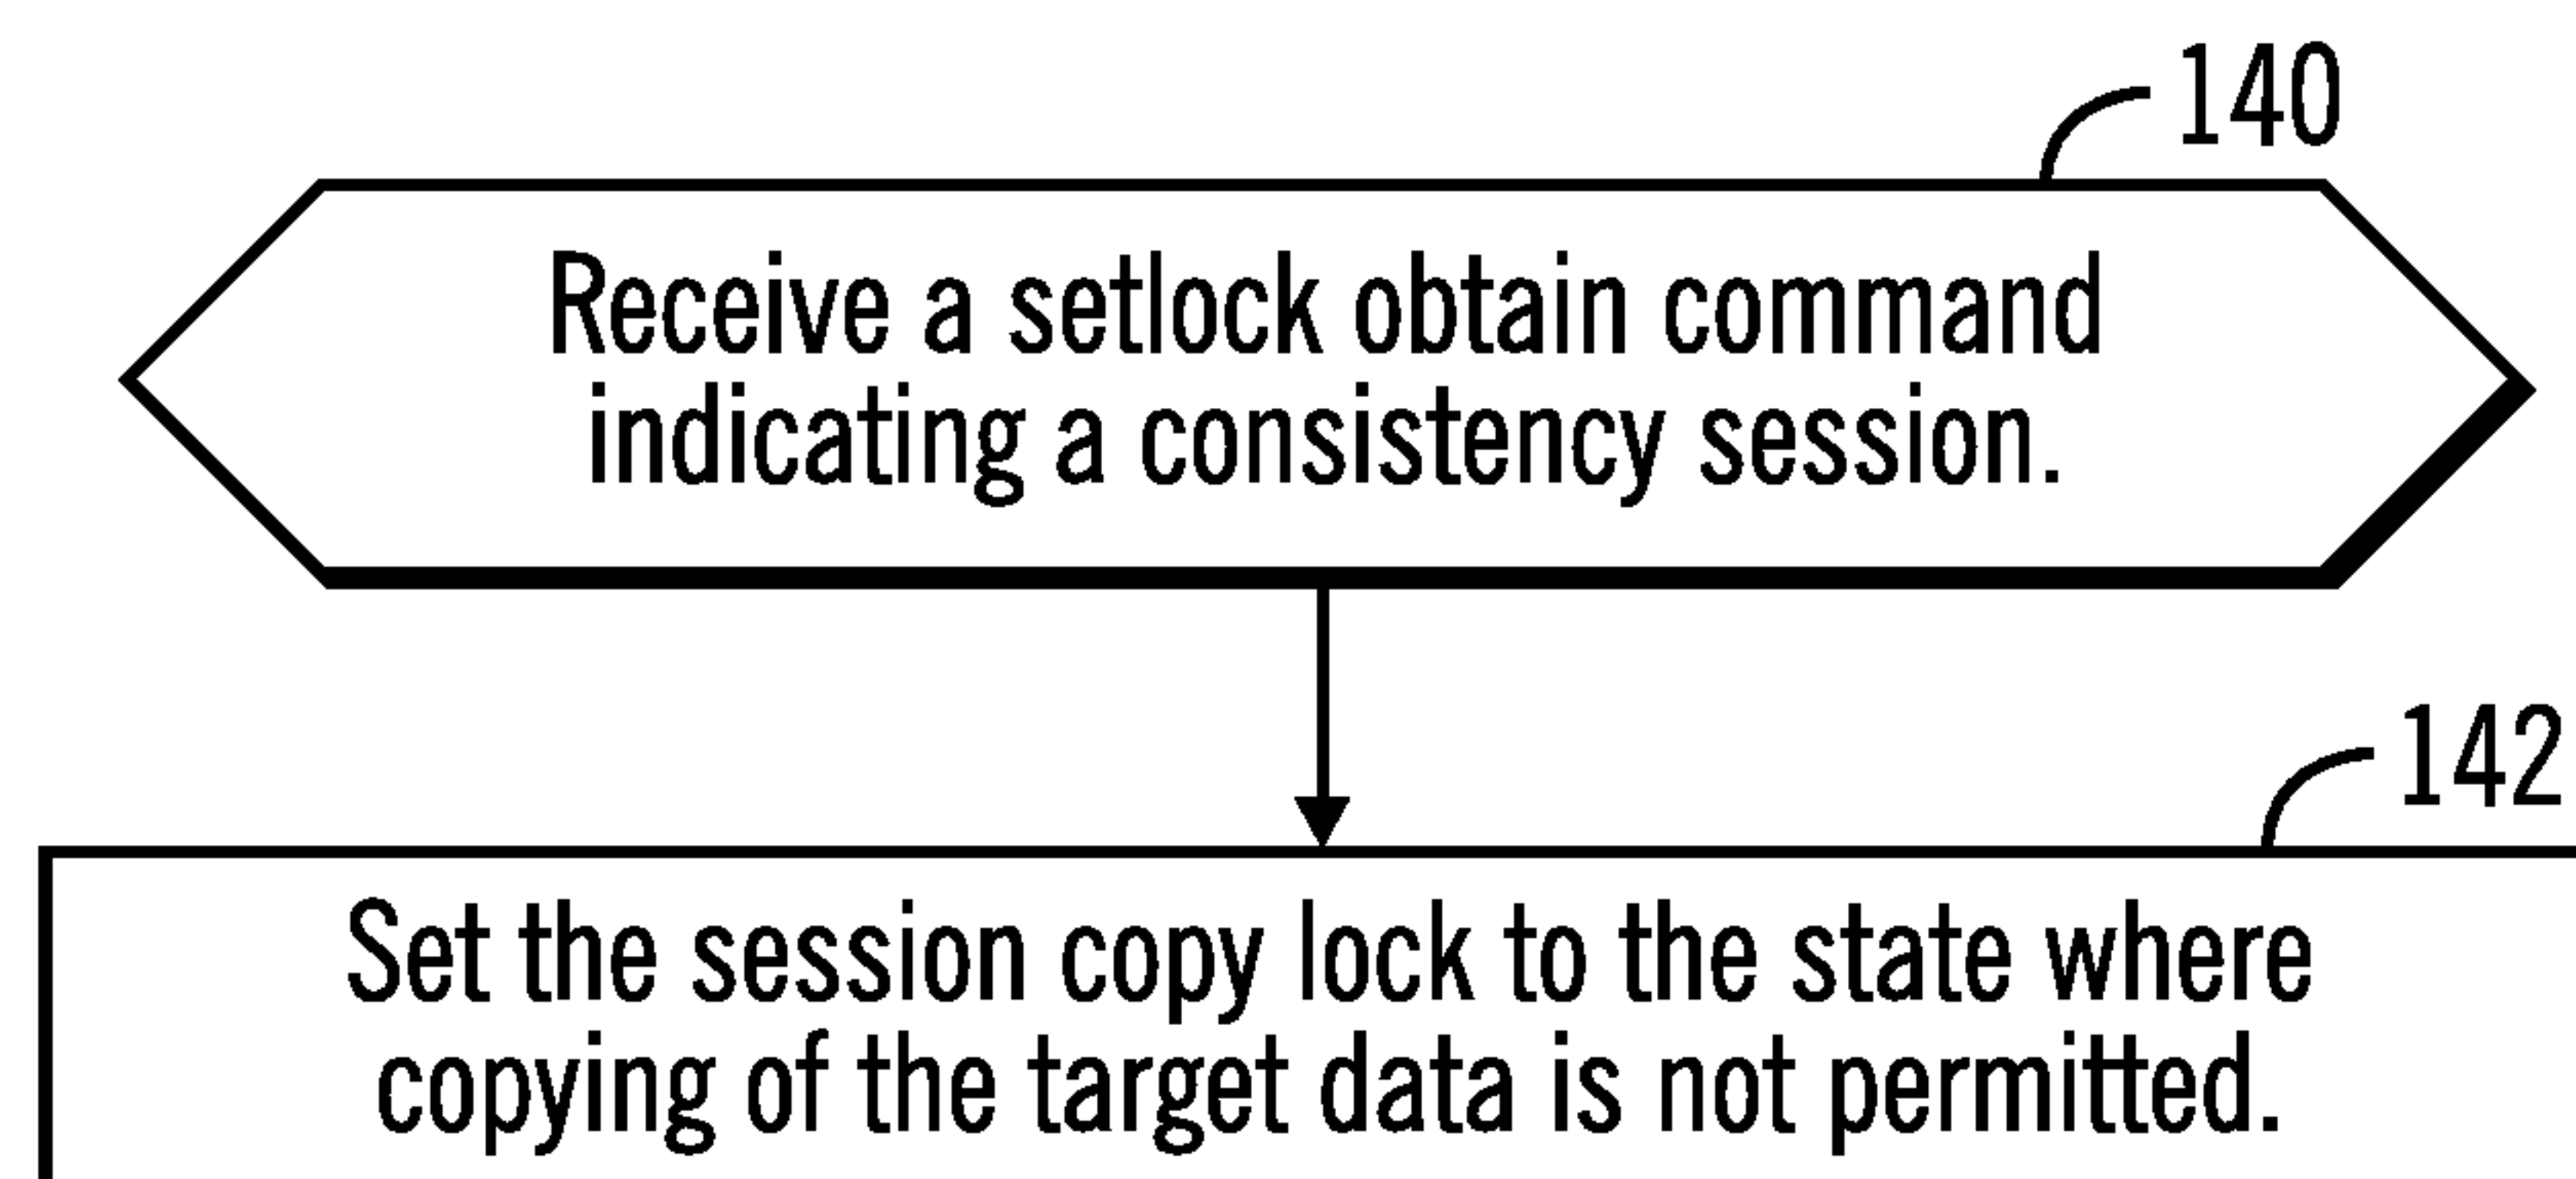 140
Receive a setlock obtain command
indicating a consistency session.
142
Set the session copy lock to the state where
copying of the target data is not permitted.